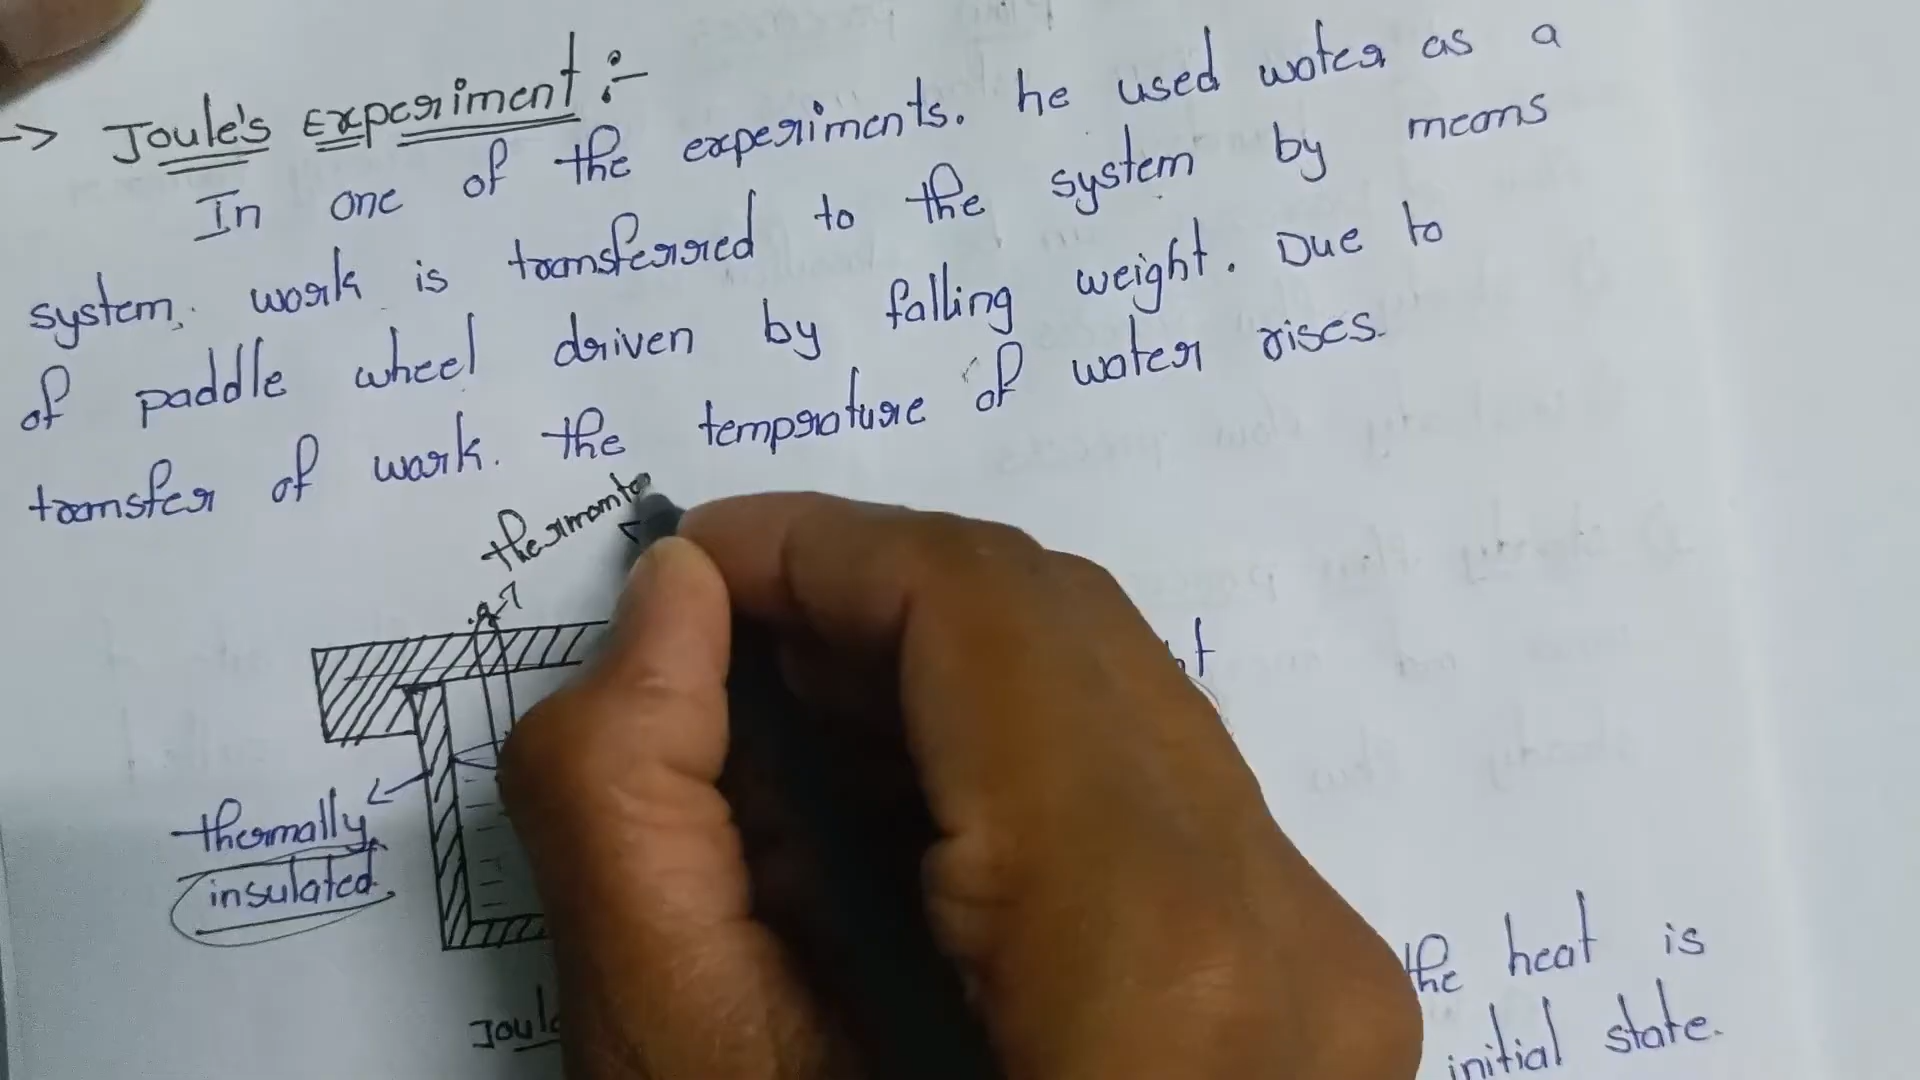 -> Joule's Experiment :-
In one of the experiments. he used water as a
system. work is transferred to the system by means
of paddle wheel driven by falling weight. Due to
transfer of work. the temprature of water rises.
thermomte
thermally
insulated.
the heat is
initial state.